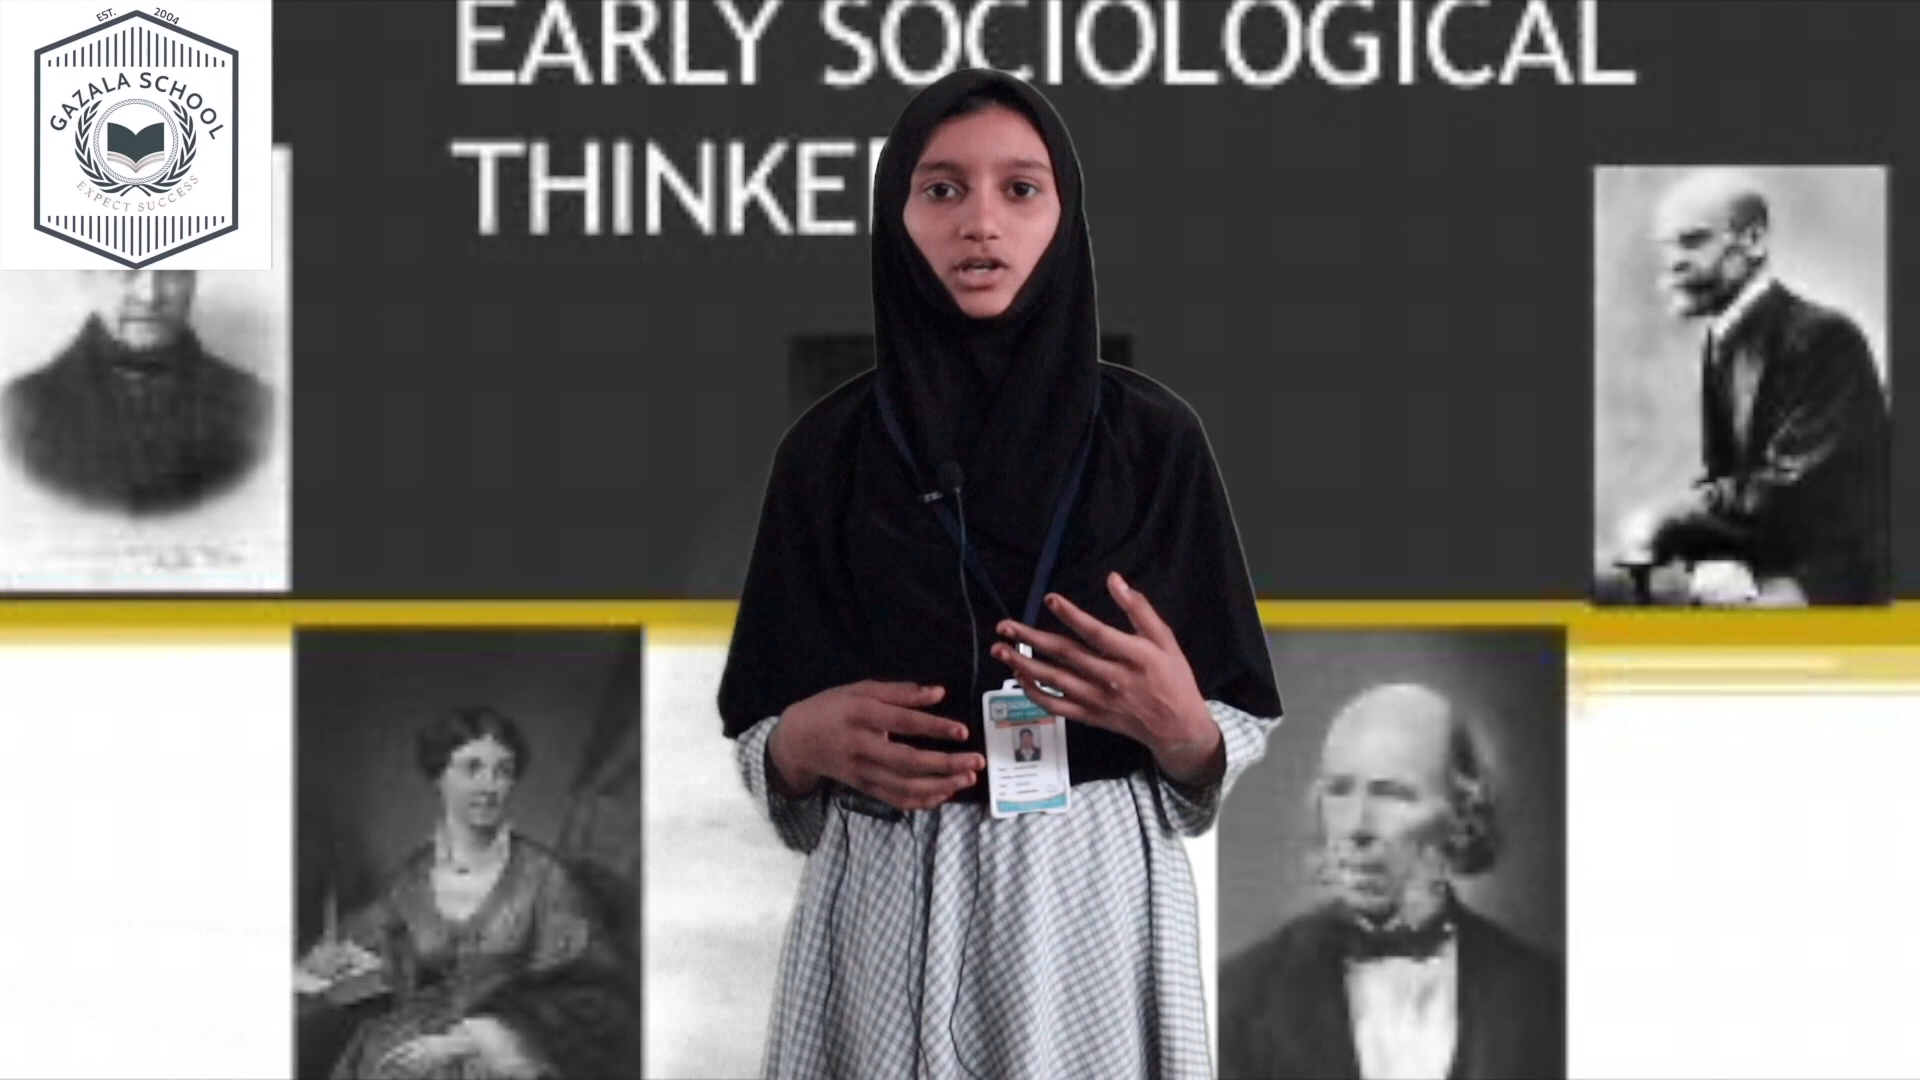 EST. 2004
GAZALA SCHOOL
EXPECT SUCCESS
EARLY SOCIOLOGICAL
THINKE